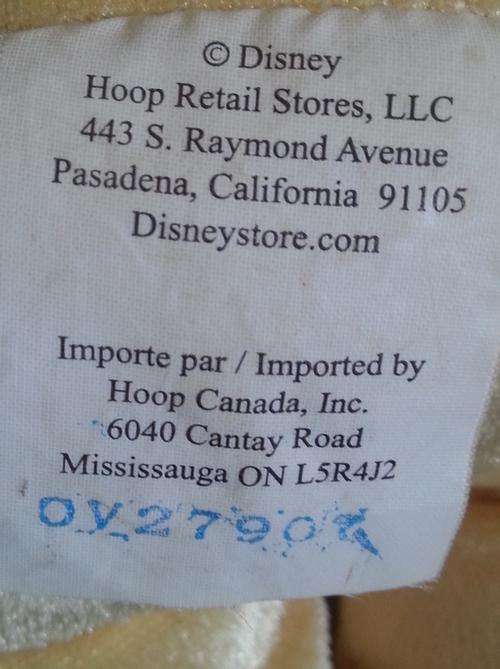 © Disney
Hoop Retail Stores, LLC
443 S. Raymond Avenue
Pasadena, California 91105
Disneystore.com
Importe par / Imported by
Hoop Canada, Inc.
6040 Cantay Road
Mississauga ON L5R4J2